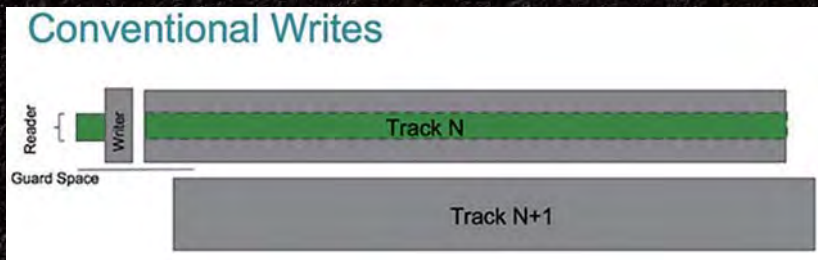 Conventional Writes
Reader
Writer
Track N
Guard Space
Track N+1